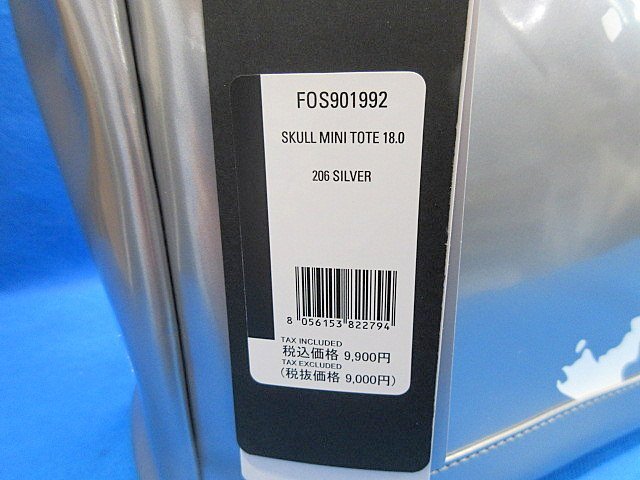 FOS901992
SKULL MINI TOTE 18.0
206 SILVER
8 056153 822794
TAX INCLUDED
税込価格 9,900円
TAX EXCLUDED
(税抜価格 9,000円)